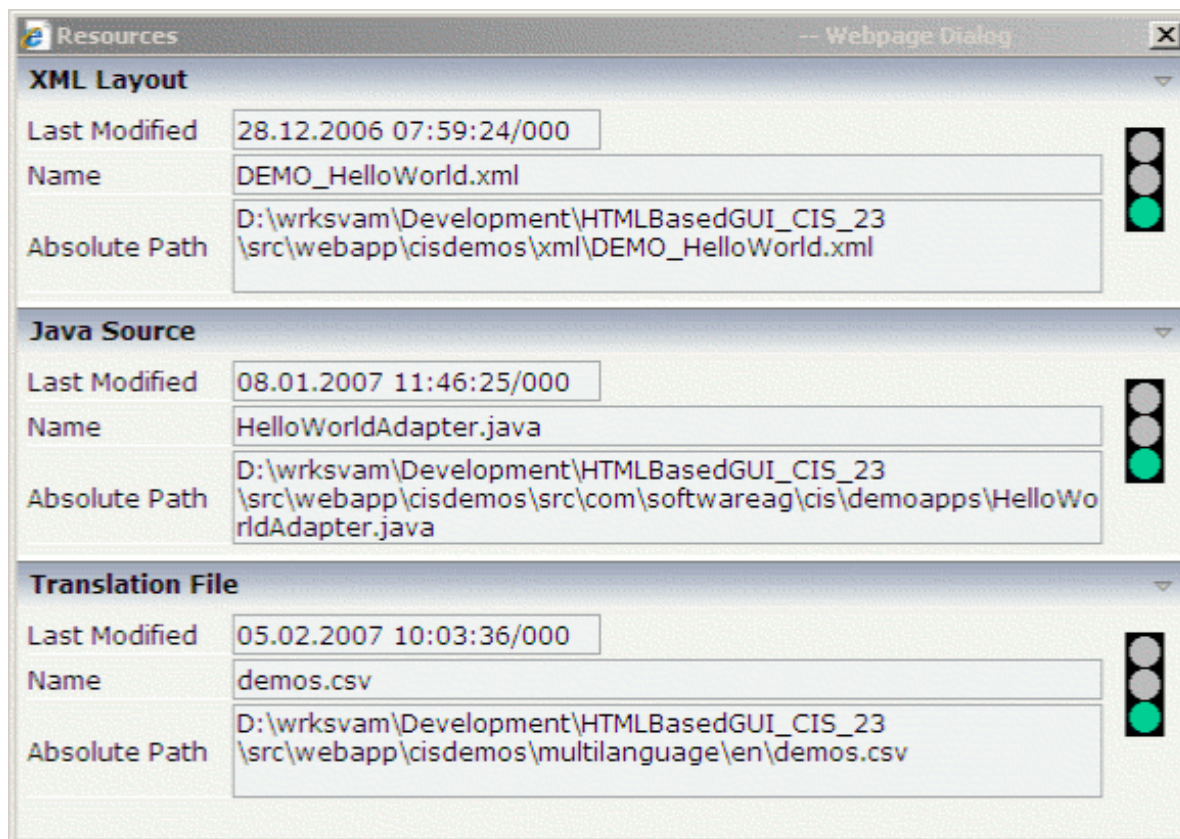 Resources -- Webpage Dialog
XML Layout
Last Modified 28.12.2006 07:59:24/000
Name DEMO_HelloWorld.xml
Absolute Path D:\wrksvam\Development\HTMLBasedGUI_CIS_23
\src\webapp\cisdemos\xml\DEMO_HelloWorld.xml
Java Source
Last Modified 08.01.2007 11:46:25/000
Name HelloWorldAdapter.java
Absolute Path D:\wrksvam\Development\HTMLBasedGUI_CIS_23
\src\webapp\cisdemos\src\com\softwareag\cis\demoapps\HelloWo
rldAdapter.java
Translation File
Last Modified 05.02.2007 10:03:36/000
Name demos.csv
Absolute Path D:\wrksvam\Development\HTMLBasedGUI_CIS_23
\src\webapp\cisdemos\multilanguage\en\demos.csv